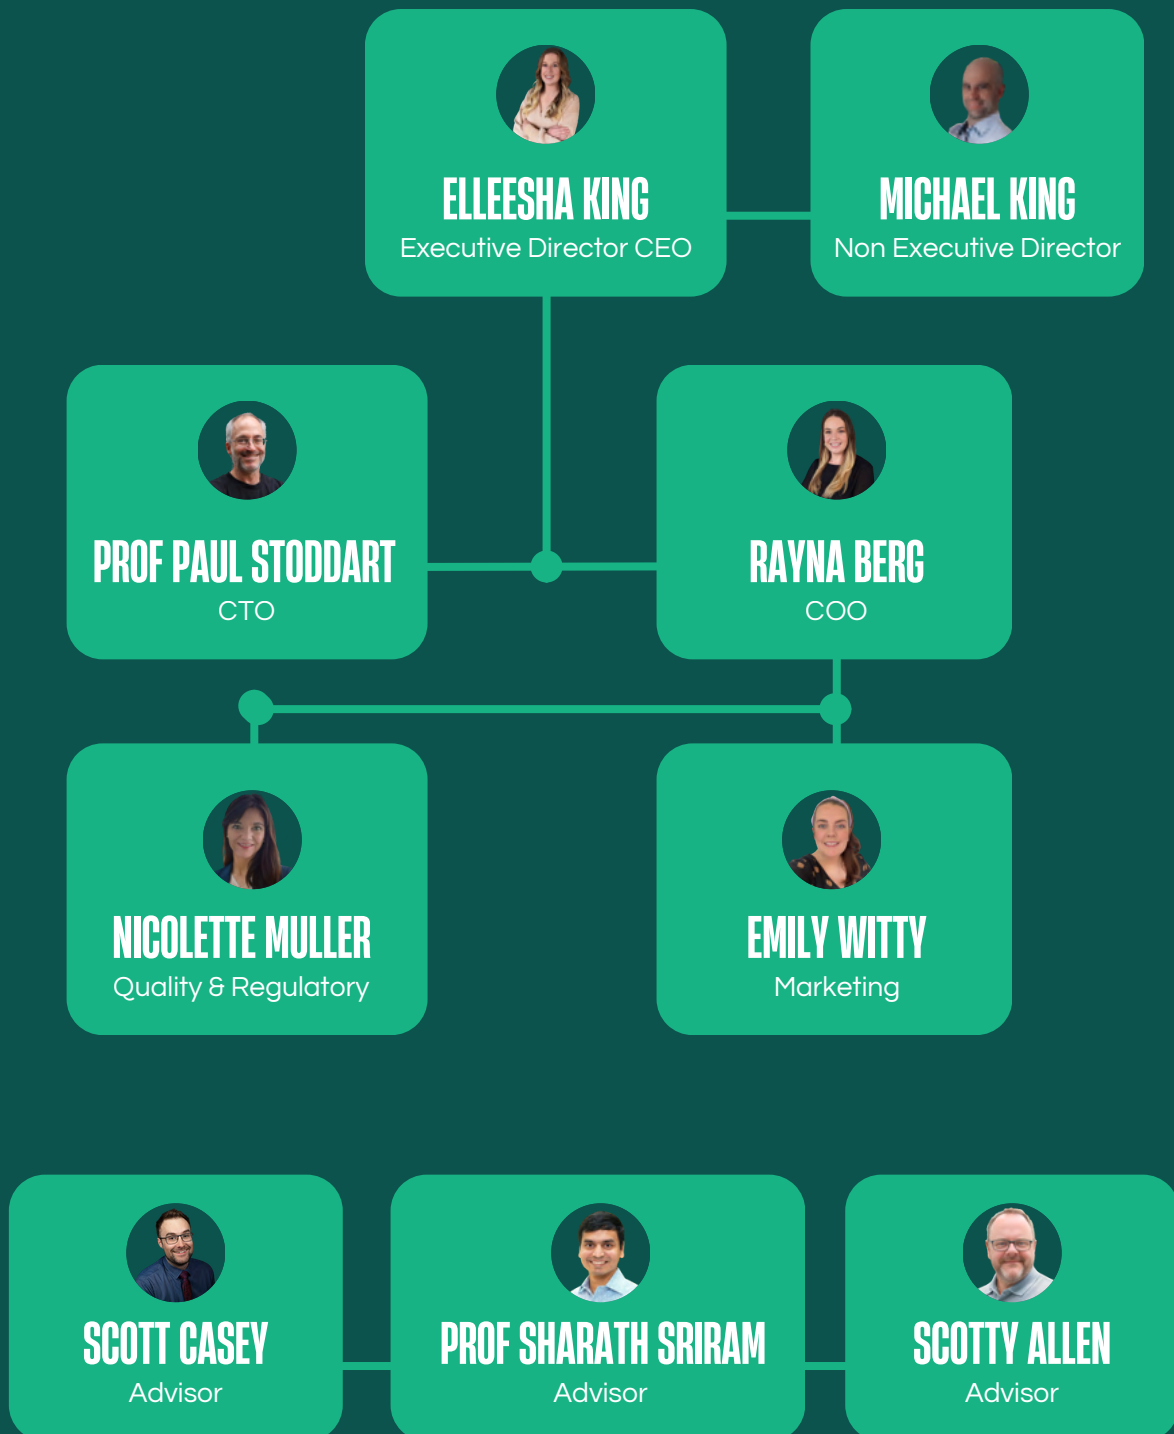 ELLEESHA KING
Executive Director CEO
MICHAEL KING
Non Executive Director
PROF PAUL STODDART
CTO
RAYNA BERG
COO
NICOLETTE MULLER
Quality & Regulatory
EMILY WITTY
Marketing
SCOTT CASEY
Advisor
PROF SHARATH SRIRAM
Advisor
SCOTTY ALLEN
Advisor